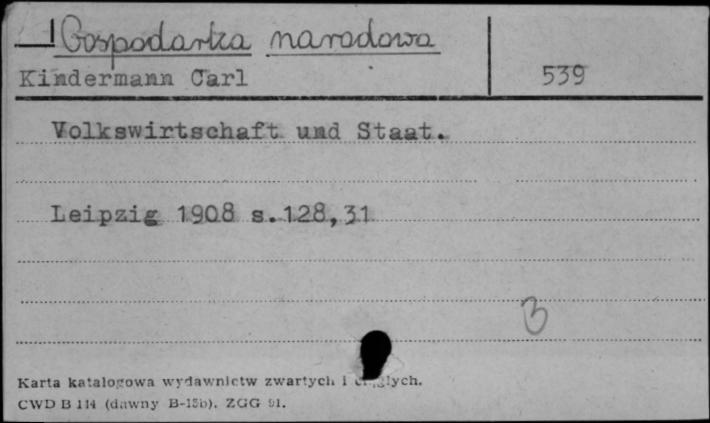 Gospodarka narodowa
Kindermann Carl 539
Volkswirtschaft und Staat.
Leipzig 1908 s.128,31
B
Karta katalogowa wydawnictw zwartych i
CWD B 114 (dawny B-15b). ZGG 91.